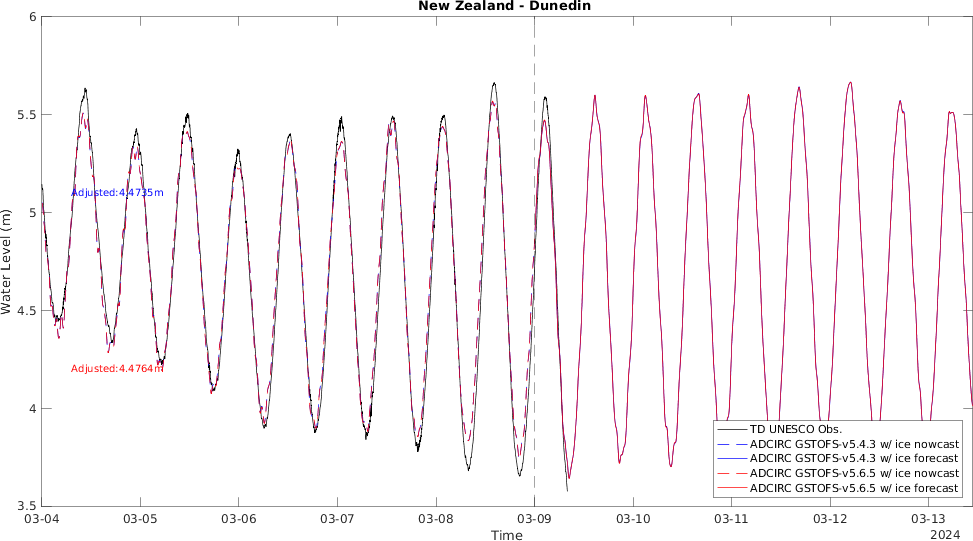 New Zealand - Dunedin
6
5.5
5
4.5
4
3.5
Water Level (m)
Adjusted:4.4735m
Adjusted:4.4764m
TD UNESCO Obs.
ADCIRC GSTOFS-v5.4.3 w/ ice nowcast
ADCIRC GSTOFS-v5.4.3 w/ ice forecast
ADCIRC GSTOFS-v5.6.5 w/ ice nowcast
ADCIRC GSTOFS-v5.6.5 w/ ice forecast
03-04 03-05 03-06 03-07 03-08 03-09 03-10 03-11 03-12 03-13
Time
2024